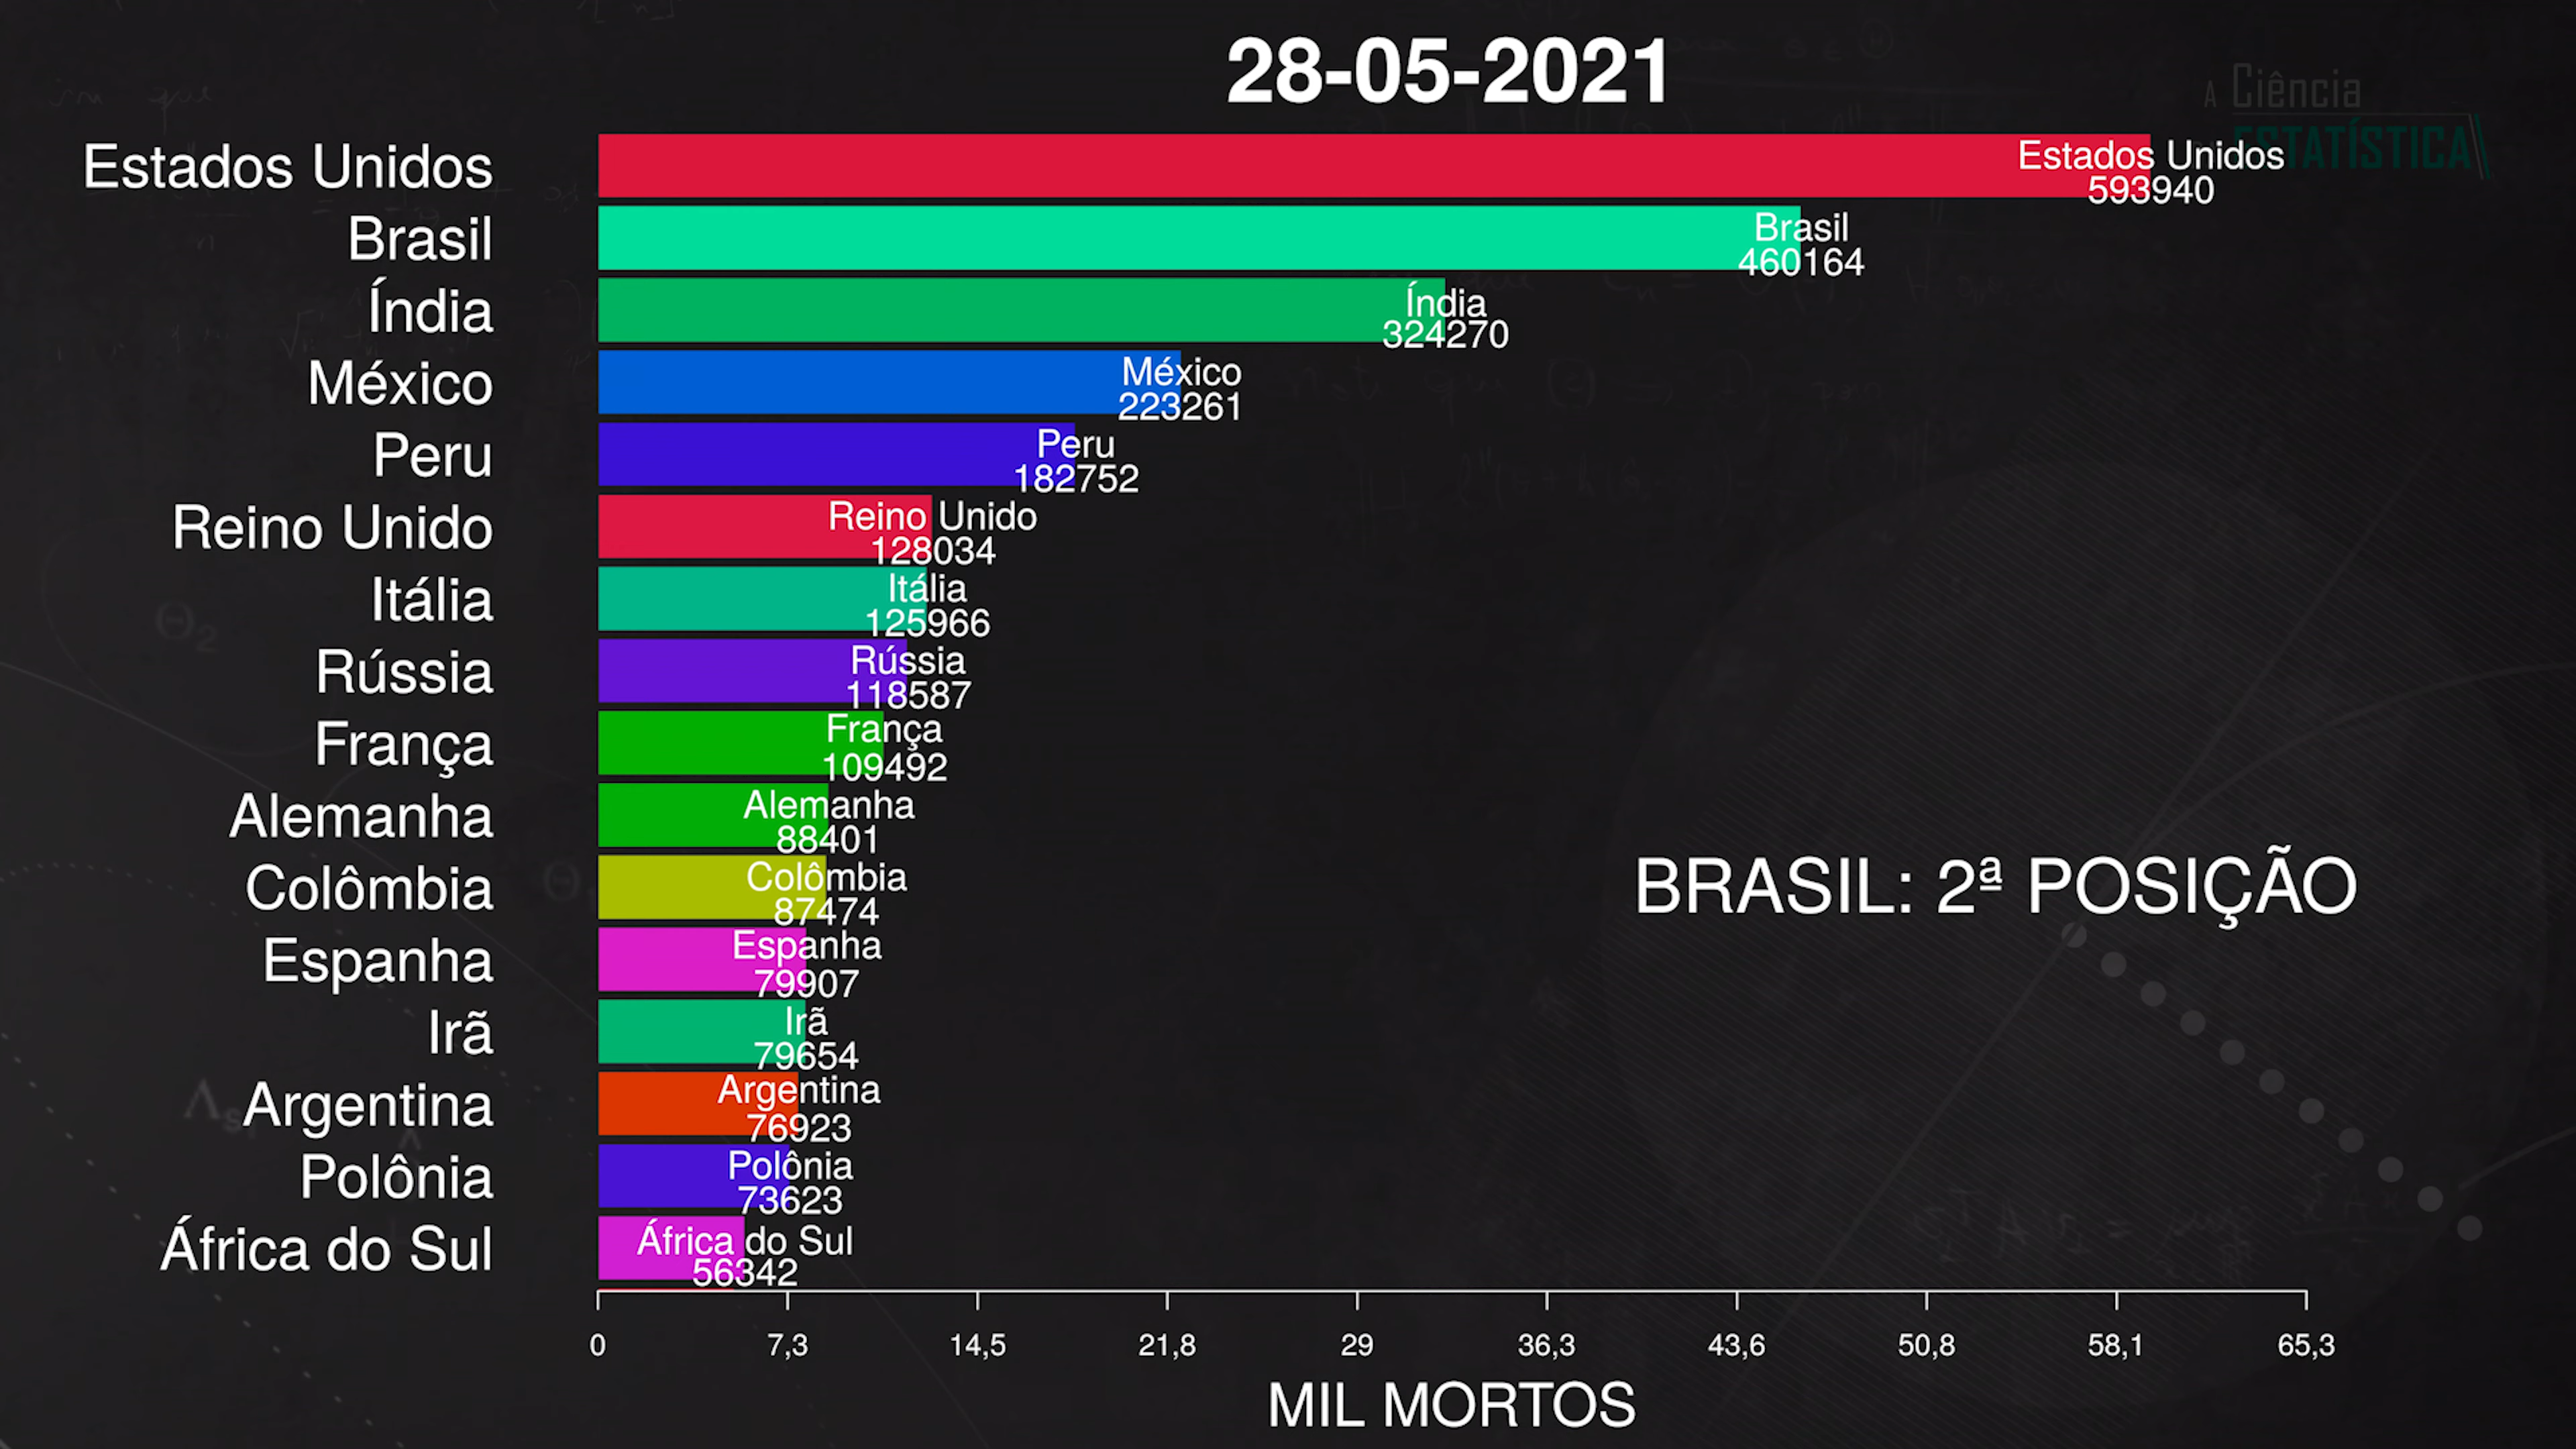 28-05-2021
A Ciência
ESTATÍSTICA
Estados Unidos
Estados Unidos
593940
Brasil
Brasil
460164
Índia
Índia
324270
México
México
223261
Peru
Peru
182752
Reino Unido
Reino Unido
128034
Itália
Itália
125966
Rússia
Rússia
118587
França
França
109492
Alemanha
Alemanha
88401
Colômbia
Colômbia
87474
BRASIL: 2ª POSIÇÃO
Espanha
Espanha
79907
Irã
Irã
79654
Argentina
Argentina
76923
Polônia
Polônia
73623
África do Sul
África do Sul
56342
0 7,3 14,5 21,8 29 36,3 43,6 50,8 58,1 65,3
MIL MORTOS